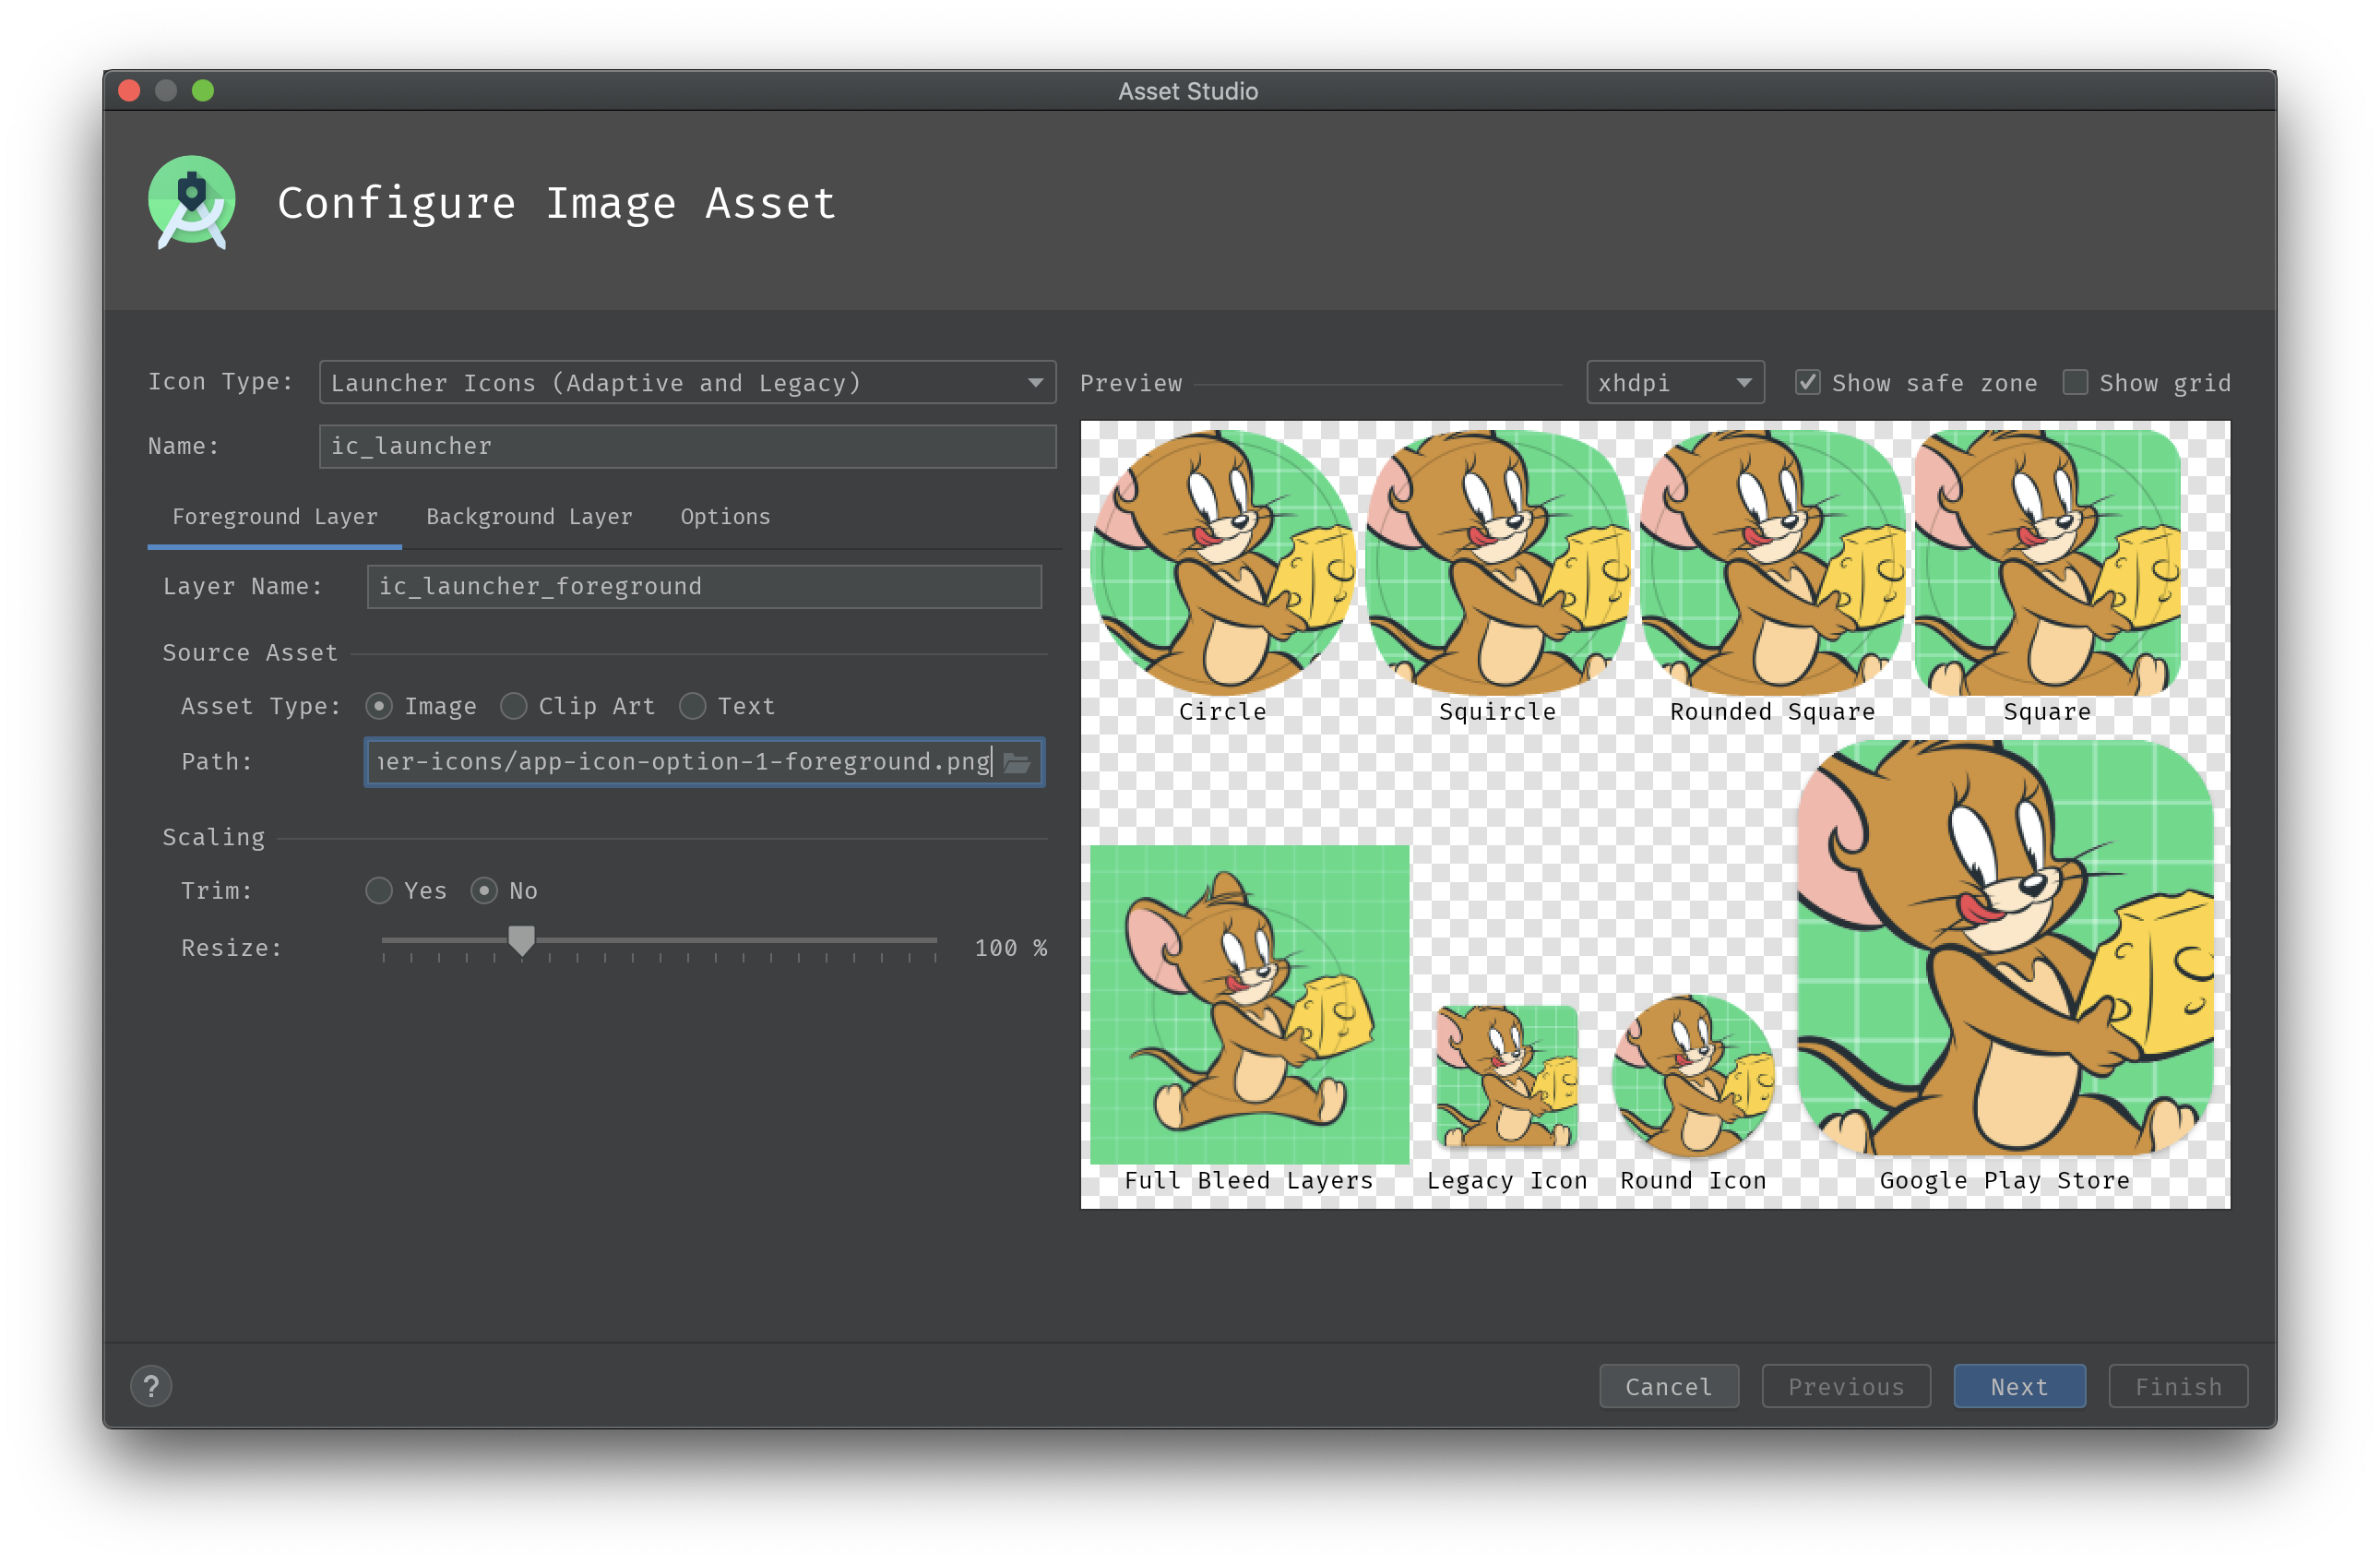 Asset Studio
Configure Image Asset
Icon Type: Launcher Icons (Adaptive and Legacy)
Name: ic_launcher
Foreground Layer Background Layer Options
Layer Name: ic_launcher_foreground
Source Asset
Asset Type: Image Clip Art Text
Path: her-icons/app-icon-option-1-foreground.png
Scaling
Trim: Yes No
Resize: 100 %
Preview xhdpi Show safe zone Show grid
Circle Squircle Rounded Square Square
Full Bleed Layers Legacy Icon Round Icon Google Play Store
? Cancel Previous Next Finish